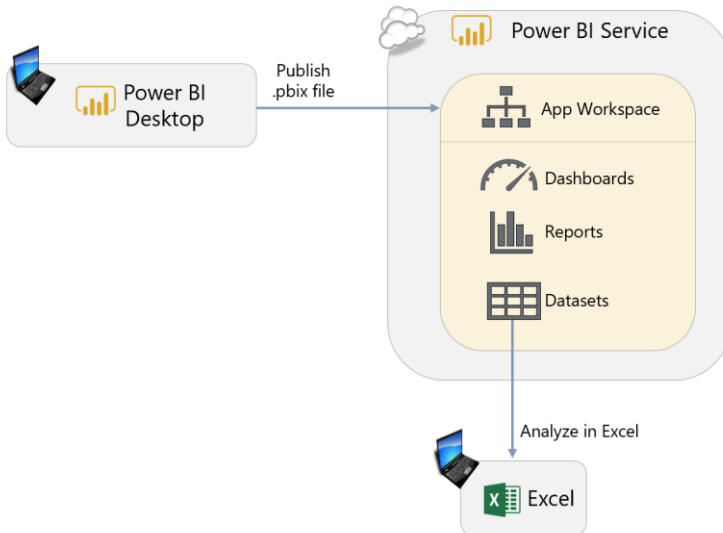 Power BI Service
Publish
.pbix file
Power BI
Desktop
App Workspace
Dashboards
Reports
Datasets
Analyze in Excel
X
Excel